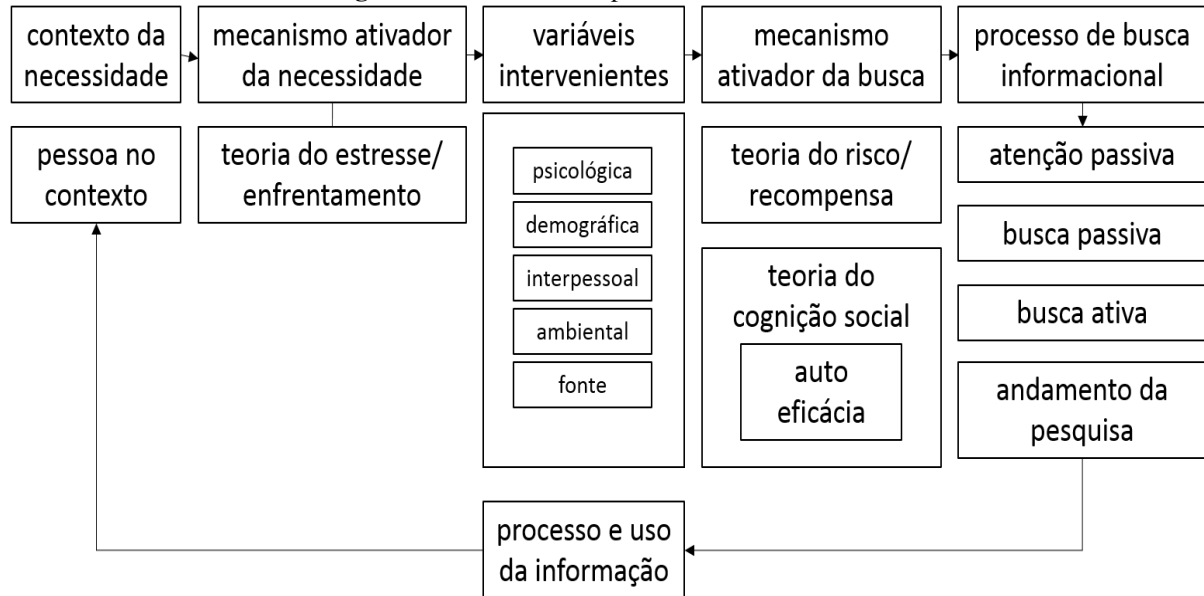 contexto da
necessidade
mecanismo ativador
da necessidade
variáveis
intervenientes
mecanismo
ativador da busca
processo de busca
informacional
pessoa no
contexto
teoria do estresse/
enfrentamento
psicológica
demográfica
interpessoal
ambiental
fonte
teoria do risco/
recompensa
teoria do
cognição social
auto
eficácia
atenção passiva
busca passiva
busca ativa
andamento da
pesquisa
processo e uso
da informação